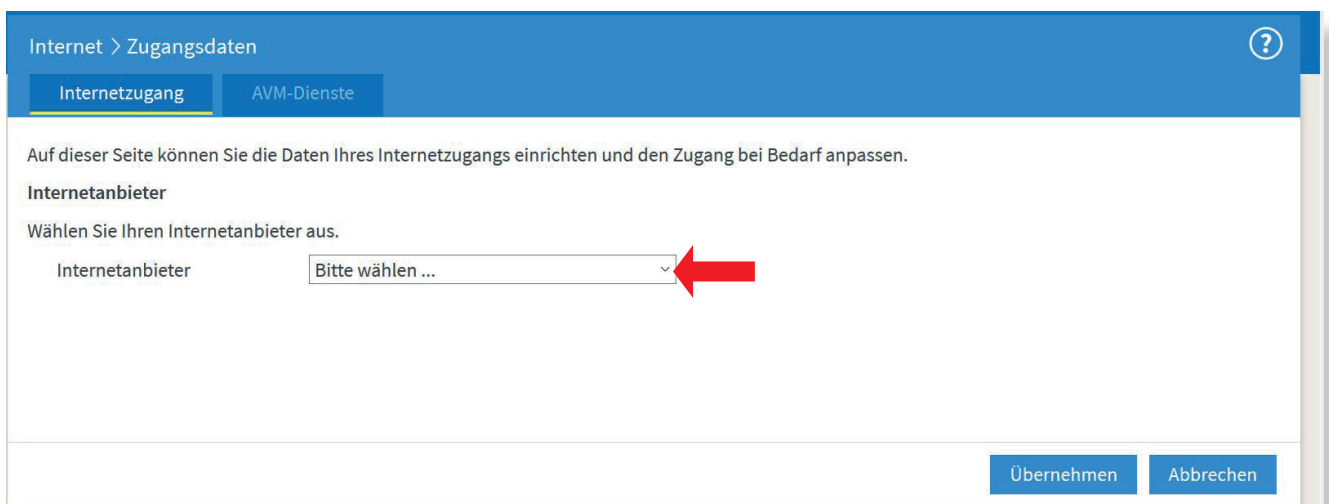 Internet > Zugangsdaten
?
Internetzugang AVM-Dienste
Auf dieser Seite können Sie die Daten Ihres Internetzugangs einrichten und den Zugang bei Bedarf anpassen.
Internetanbieter
Wählen Sie Ihren Internetanbieter aus.
Internetanbieter Bitte wählen ...
Übernehmen Abbrechen